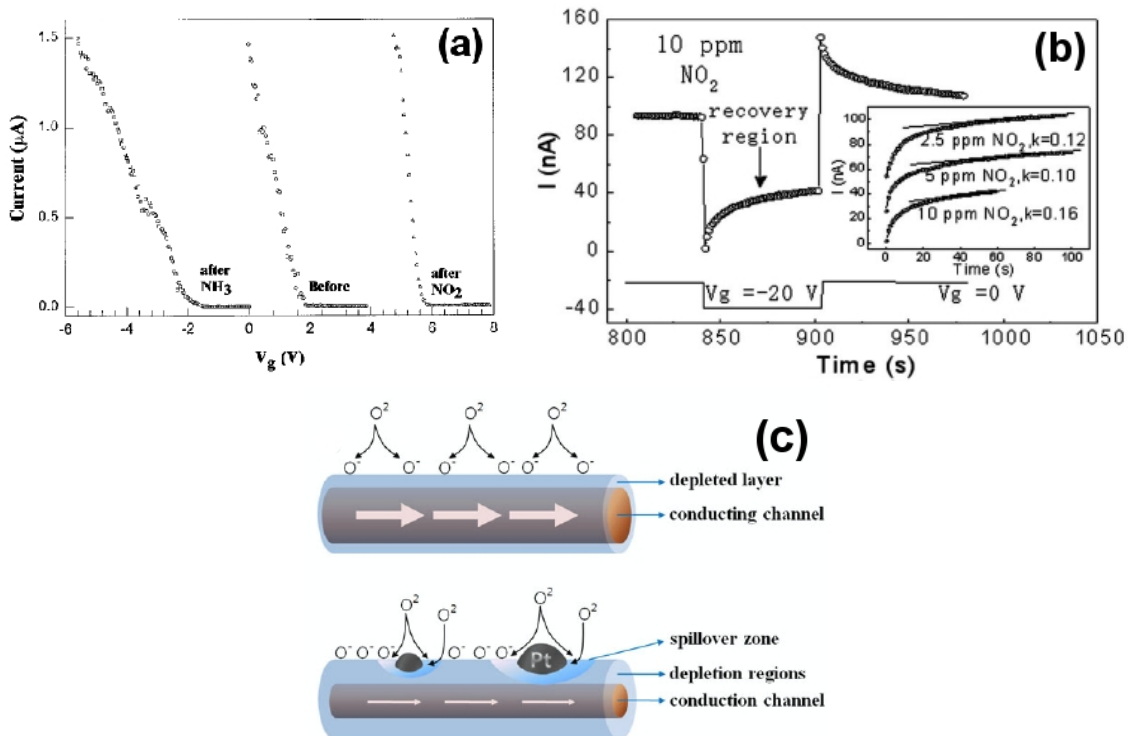 (a)
1.5
1.0
0.5
0.0
Current (μA)
after
NH3
Before
after
NO2
-6 -4 -2 0 2 4 6 8
Vg (V)
(b)
160
120
80
40
0
-40
I (nA)
10 ppm
NO2
recovery
region
Vg =-20 V
Vg =0 V
100
80
60
40
20
0
I (nA)
2.5 ppm NO2,k=0.12
5 ppm NO2,k=0.10
10 ppm NO2,k=0.16
0 20 40 60 80 100
Time (s)
800 850 900 950 1000 1050
Time (s)
(c)
O2 O2 O2
O- O- O- O- O- O-
depleted layer
conducting channel
O2 O2 O2 O2
O- O- O- O- O- O- O-
Pt
spillover zone
depletion regions
conduction channel